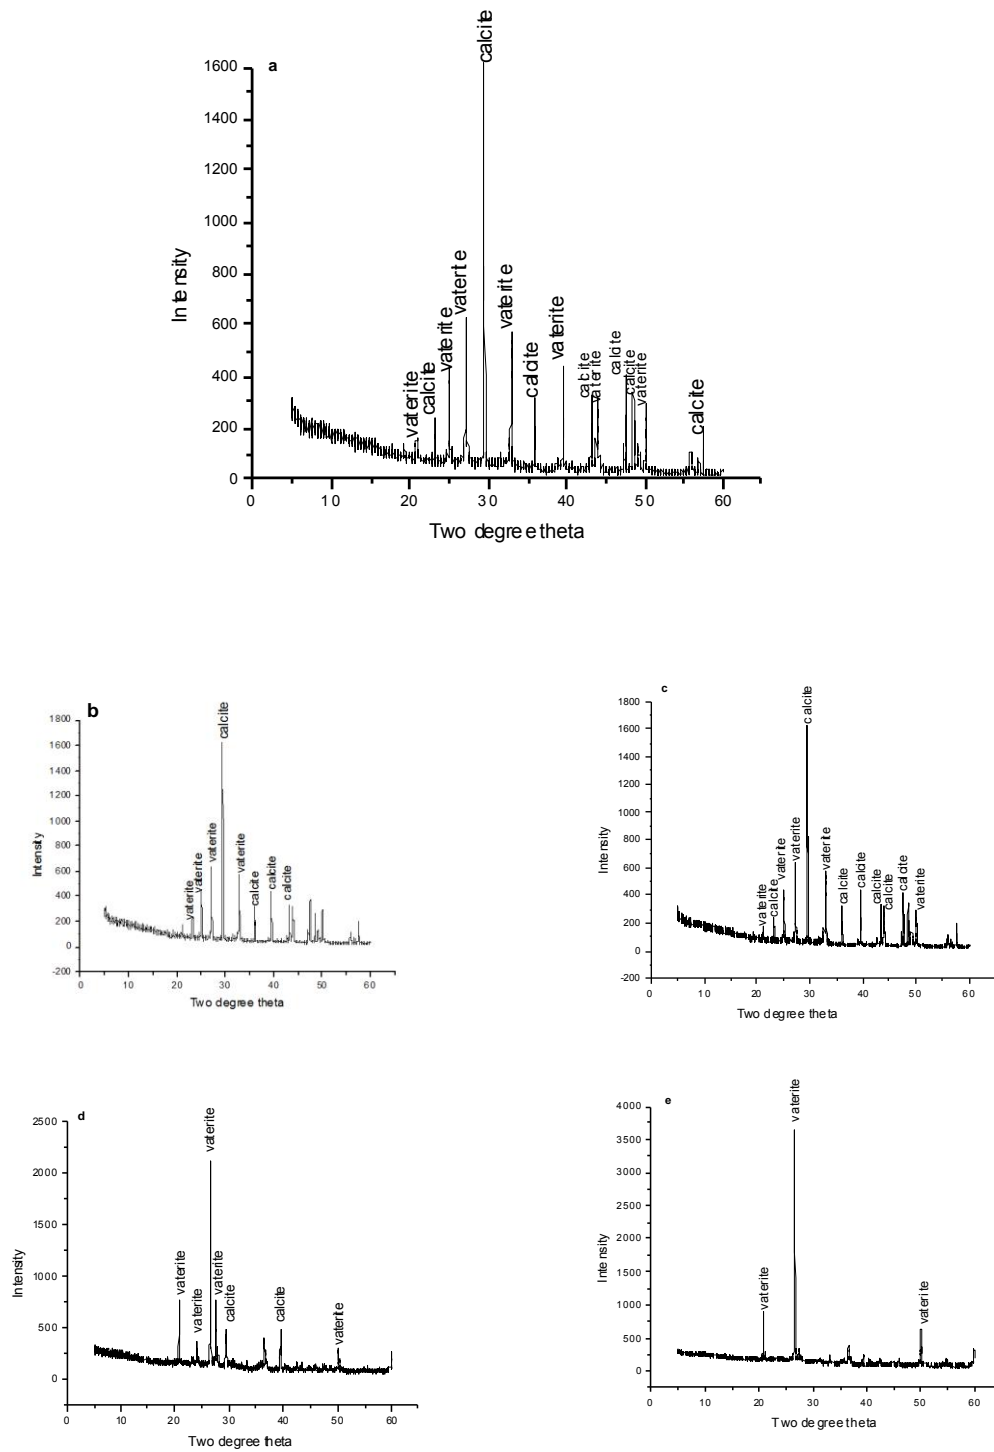 a
calcite
vaterite
calcite
vaterite
vaterite
vaterite
calcite
vaterite
calcite
vaterite
calcite
calcite
vaterite
calcite
1600
1400
1200
1000
800
600
400
200
0
Intensity
0 10 20 30 40 50 60
Two degree theta
b
calcite
vaterite
vaterite
vaterite
vaterite
calcite
calcite
calcite
1800
1600
1400
1200
1000
800
600
400
200
0
-200
Intensity
0 10 20 30 40 50 60
Two degree theta
c
calcite
vaterite
calcite
vaterite
vaterite
vaterite
calcite
calcite
calcite
calcite
calcite
vaterite
1800
1600
1400
1200
1000
800
600
400
200
0
-200
Intensity
0 10 20 30 40 50 60
Two degree theta
d
vaterite
vaterite
vaterite
vaterite
calcite
calcite
vaterite
2500
2000
1500
1000
500
0
Intensity
0 10 20 30 40 50 60
Two degree theta
e
vaterite
vaterite
vaterite
4000
3500
3000
2500
2000
1500
1000
500
0
Intensity
0 10 20 30 40 50 60
Two degree theta